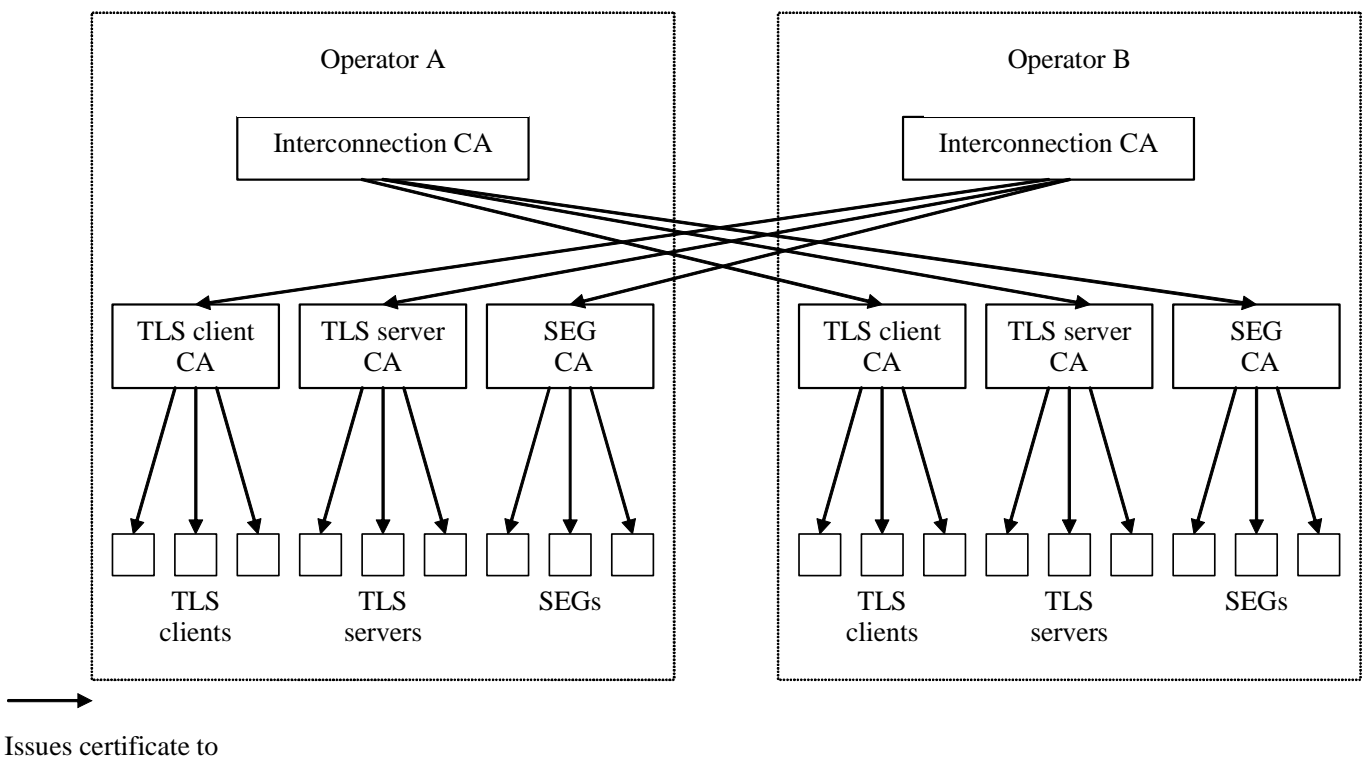 Operator A
Operator B
Interconnection CA
Interconnection CA
TLS client
CA
TLS server
CA
SEG
CA
TLS client
CA
TLS server
CA
SEG
CA
TLS
clients
TLS
servers
SEGs
TLS
clients
TLS
servers
SEGs
Issues certificate to